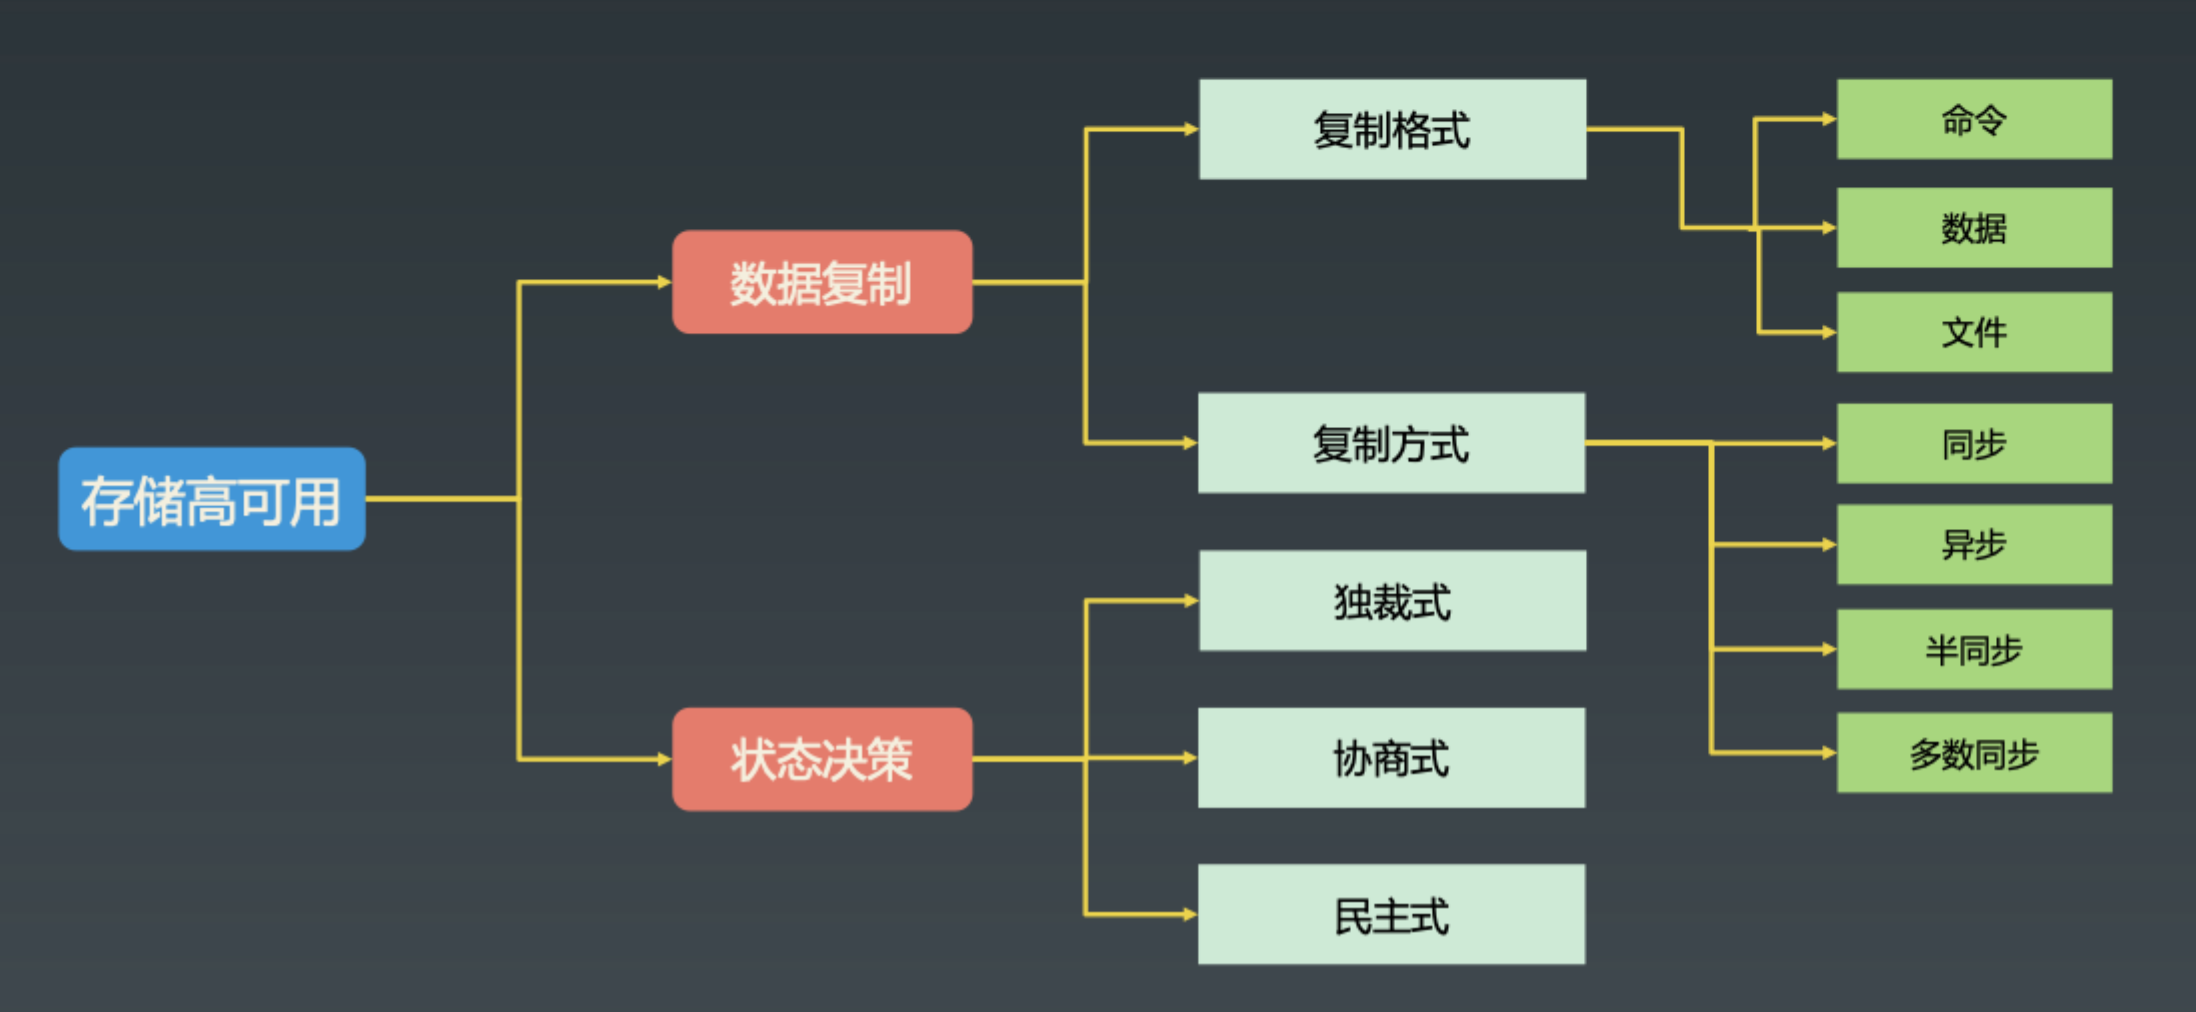 存储高可用
数据复制
状态决策
复制格式
复制方式
独裁式
协商式
民主式
命令
数据
文件
同步
异步
半同步
多数同步